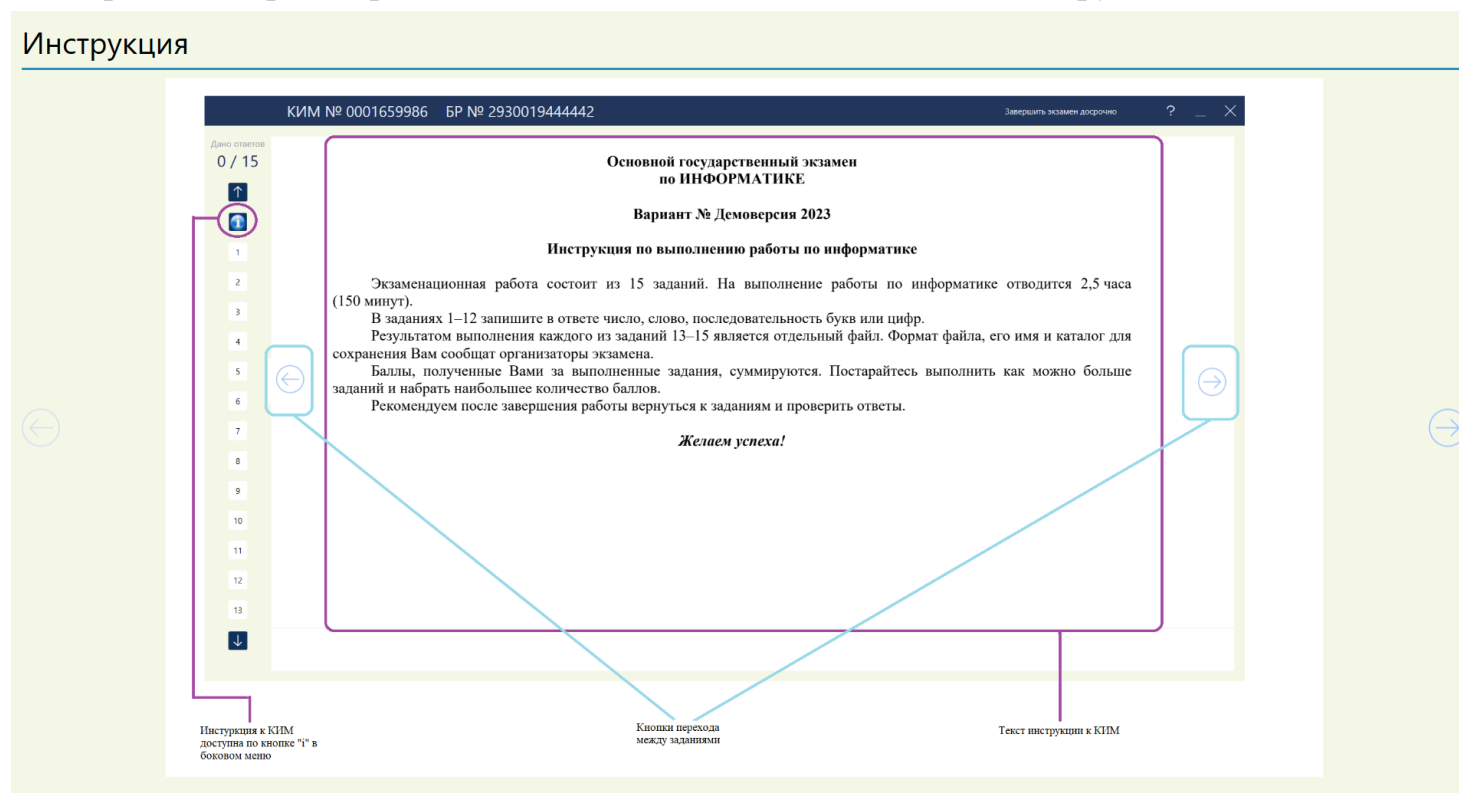 Инструкция
КИМ № 0001659986 БР № 2930019444442 Завершить экзамен досрочно ?
Дано ответов
0 / 15
i
1
2
3
4
5
6
7
8
9
10
11
12
13
Основной государственный экзамен
по ИНФОРМАТИКЕ
Вариант № Демоверсия 2023
Инструкция по выполнению работы по информатике
Экзаменационная работа состоит из 15 заданий. На выполнение работы по информатике отводится 2,5 часа
(150 минут).
В заданиях 1–12 запишите в ответе число, слово, последовательность букв или цифр.
Результатом выполнения каждого из заданий 13–15 является отдельный файл. Формат файла, его имя и каталог для
сохранения Вам сообщат организаторы экзамена.
Баллы, полученные Вами за выполненные задания, суммируются. Постарайтесь выполнить как можно больше
заданий и набрать наибольшее количество баллов.
Рекомендуем после завершения работы вернуться к заданиям и проверить ответы.
Желаем успеха!
Инстуркция к КИМ
доступна по кнопке "i" в
боковом меню
Кнопки перехода
между заданиями
Текст инструкции к КИМ